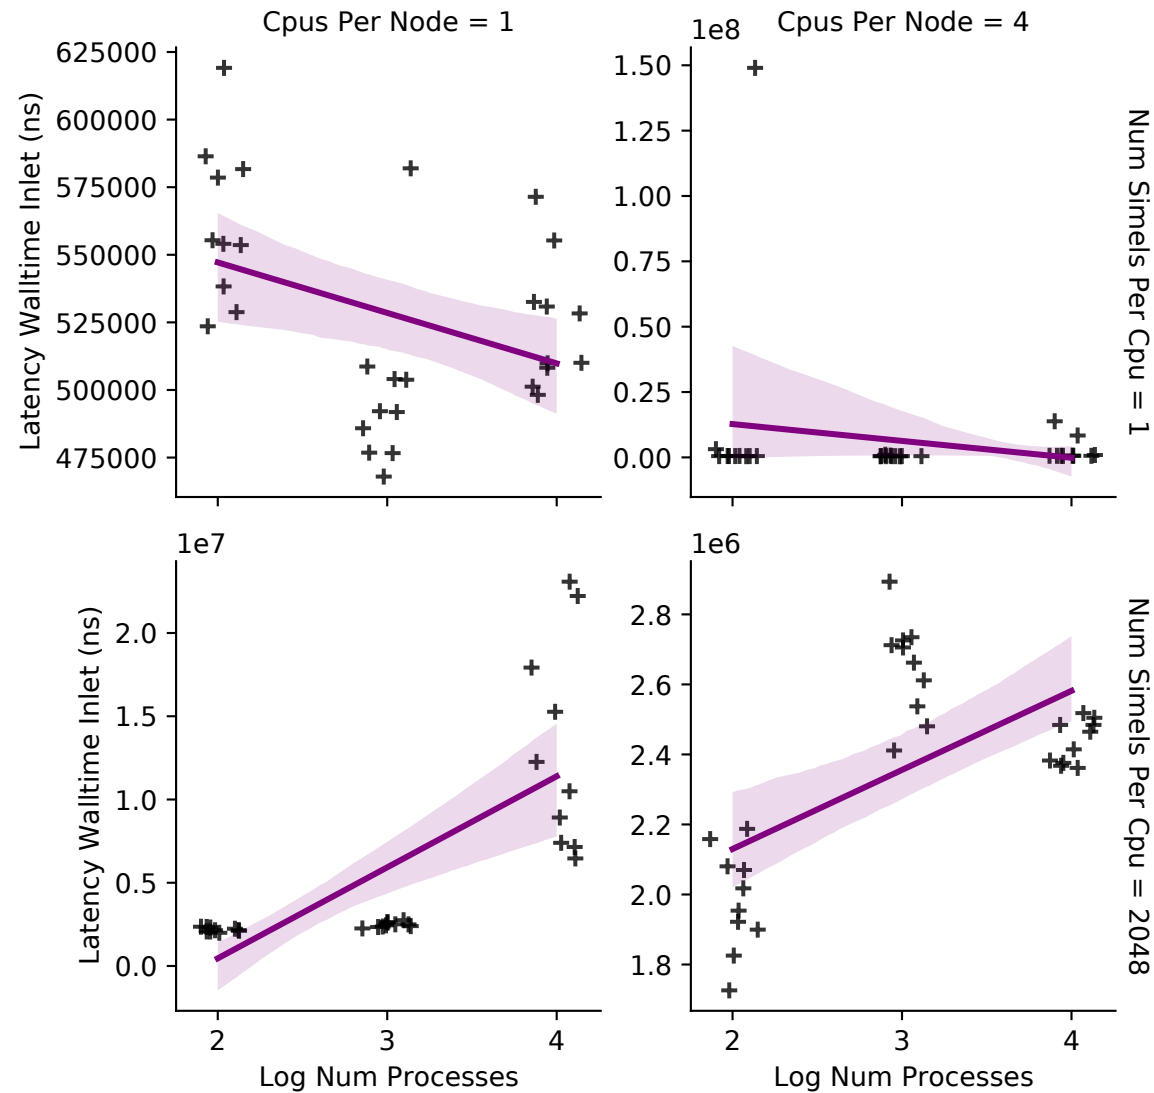 Cpus Per Node = 1
Cpus Per Node = 4
1e8
Latency Walltime Inlet (ns)
625000
600000
575000
550000
525000
500000
475000
1.50
1.25
1.00
0.75
0.50
0.25
0.00
Num Simels Per Cpu = 1
1e7
1e6
Latency Walltime Inlet (ns)
2.0
1.5
1.0
0.5
0.0
2.8
2.6
2.4
2.2
2.0
1.8
Num Simels Per Cpu = 2048
2
3
4
2
3
4
Log Num Processes
Log Num Processes